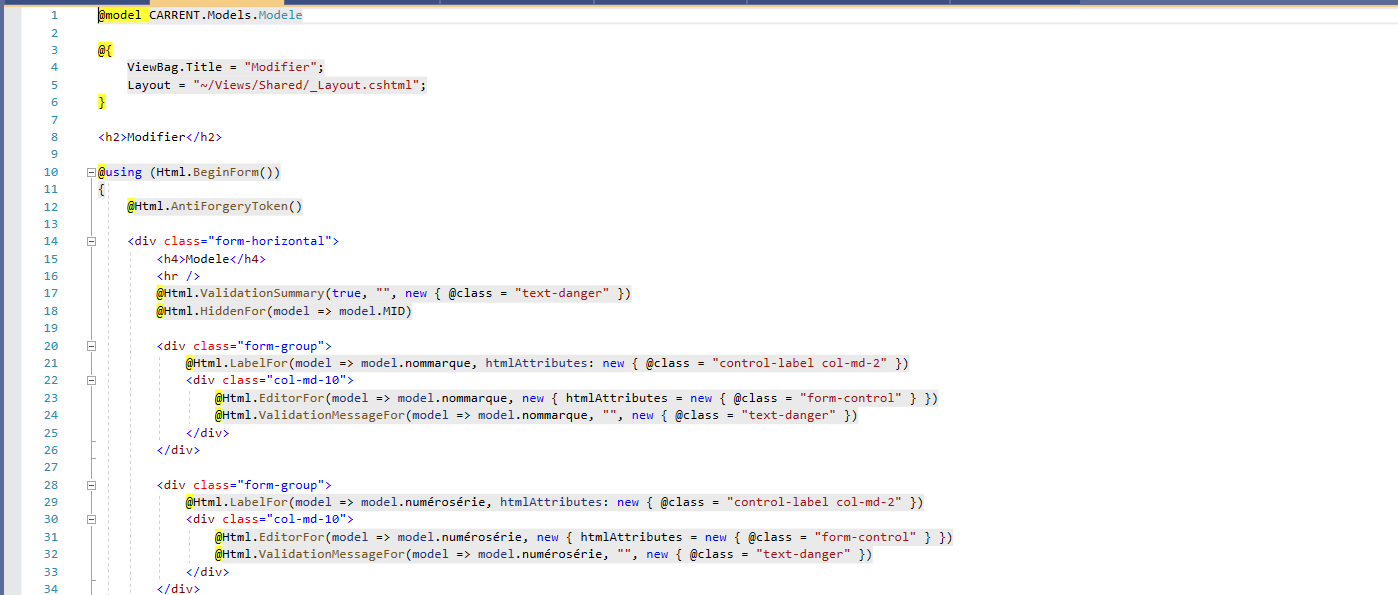 1 @model CARRENT.Models.Modele
2
3 @{
4 ViewBag.Title = "Modifier";
5 Layout = "~/Views/Shared/_Layout.cshtml";
6 }
7
8 <h2>Modifier</h2>
9
10 @using (Html.BeginForm())
11 {
12 @Html.AntiForgeryToken()
13
14 <div class="form-horizontal">
15 <h4>Modele</h4>
16 <hr />
17 @Html.ValidationSummary(true, "", new { @class = "text-danger" })
18 @Html.HiddenFor(model => model.MID)
19
20 <div class="form-group">
21 @Html.LabelFor(model => model.nommarque, htmlAttributes: new { @class = "control-label col-md-2" })
22 <div class="col-md-10">
23 @Html.EditorFor(model => model.nommarque, new { htmlAttributes = new { @class = "form-control" } })
24 @Html.ValidationMessageFor(model => model.nommarque, "", new { @class = "text-danger" })
25 </div>
26 </div>
27
28 <div class="form-group">
29 @Html.LabelFor(model => model.numérosérie, htmlAttributes: new { @class = "control-label col-md-2" })
30 <div class="col-md-10">
31 @Html.EditorFor(model => model.numérosérie, new { htmlAttributes = new { @class = "form-control" } })
32 @Html.ValidationMessageFor(model => model.numérosérie, "", new { @class = "text-danger" })
33 </div>
34 </div>